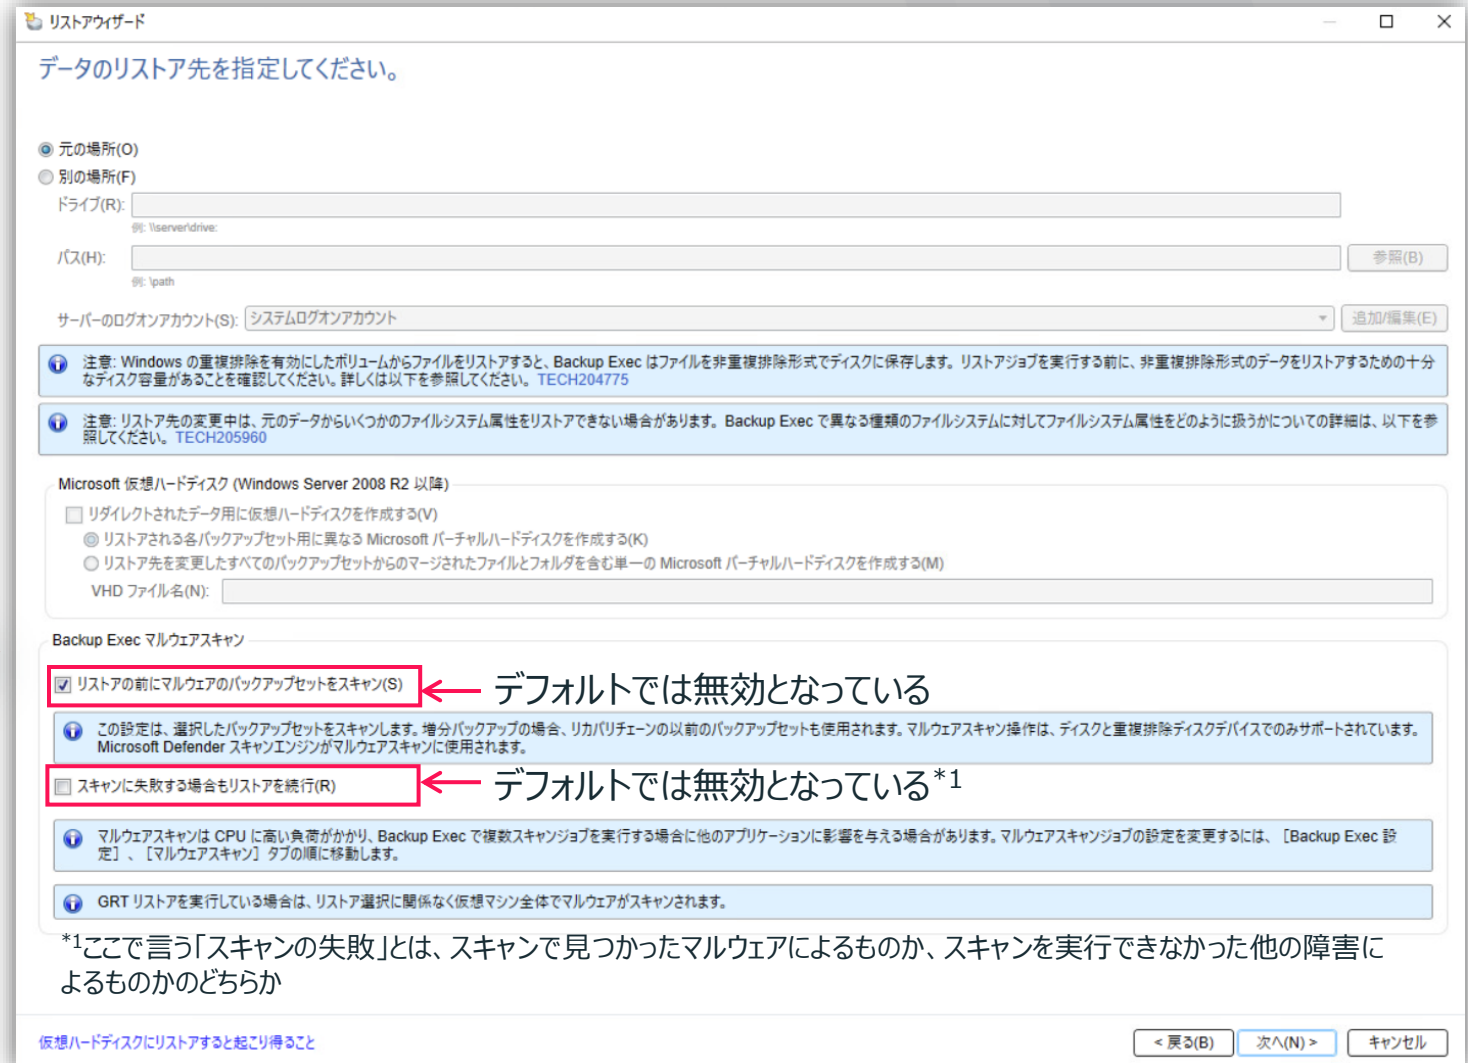 リストアウィザード
データのリストア先を指定してください。
元の場所(O)
別の場所(F)
ドライブ(R):
例: \\server\drive:
パス(H):
参照(B)
例: \path
サーバーのログオンアカウント(S): システムログオンアカウント 追加/編集(E)
注意: Windows の重複排除を有効にしたボリュームからファイルをリストアすると、Backup Exec はファイルを非重複排除形式でディスクに保存します。リストアジョブを実行する前に、非重複排除形式のデータをリストアするための十分
なディスク容量があることを確認してください。詳しくは以下を参照してください。 TECH204775
注意: リストア先の変更中は、元のデータからいくつかのファイルシステム属性をリストアできない場合があります。Backup Exec で異なる種類のファイルシステムに対してファイルシステム属性をどのように扱うかについての詳細は、以下を参
照してください。 TECH205960
Microsoft 仮想ハードディスク (Windows Server 2008 R2 以降)
リダイレクトされたデータ用に仮想ハードディスクを作成する(V)
リストアされる各バックアップセット用に異なる Microsoft バーチャルハードディスクを作成する(K)
リストア先を変更したすべてのバックアップセットからのマージされたファイルとフォルダを含む単一の Microsoft バーチャルハードディスクを作成する(M)
VHD ファイル名(N):
Backup Exec マルウェアスキャン
リストアの前にマルウェアのバックアップセットをスキャン(S) デフォルトでは無効となっている
この設定は、選択したバックアップセットをスキャンします。増分バックアップの場合、リカバリチェーンの以前のバックアップセットも使用されます。マルウェアスキャン操作は、ディスクと重複排除ディスクデバイスでのみサポートされています。
Microsoft Defender スキャンエンジンがマルウェアスキャンに使用されます。
スキャンに失敗する場合もリストアを続行(R) デフォルトでは無効となっている*1
マルウェアスキャンは CPU に高い負荷がかかり、Backup Exec で複数スキャンジョブを実行する場合に他のアプリケーションに影響を与える場合があります。マルウェアスキャンジョブの設定を変更するには、［Backup Exec 設
定］、［マルウェアスキャン］タブの順に移動します。
GRT リストアを実行している場合は、リストア選択に関係なく仮想マシン全体でマルウェアがスキャンされます。
*1ここで言う「スキャンの失敗」とは、スキャンで見つかったマルウェアによるものか、スキャンを実行できなかった他の障害に
よるものかのどちらか
仮想ハードディスクにリストアすると起こり得ること
< 戻る(B) 次へ(N) > キャンセル